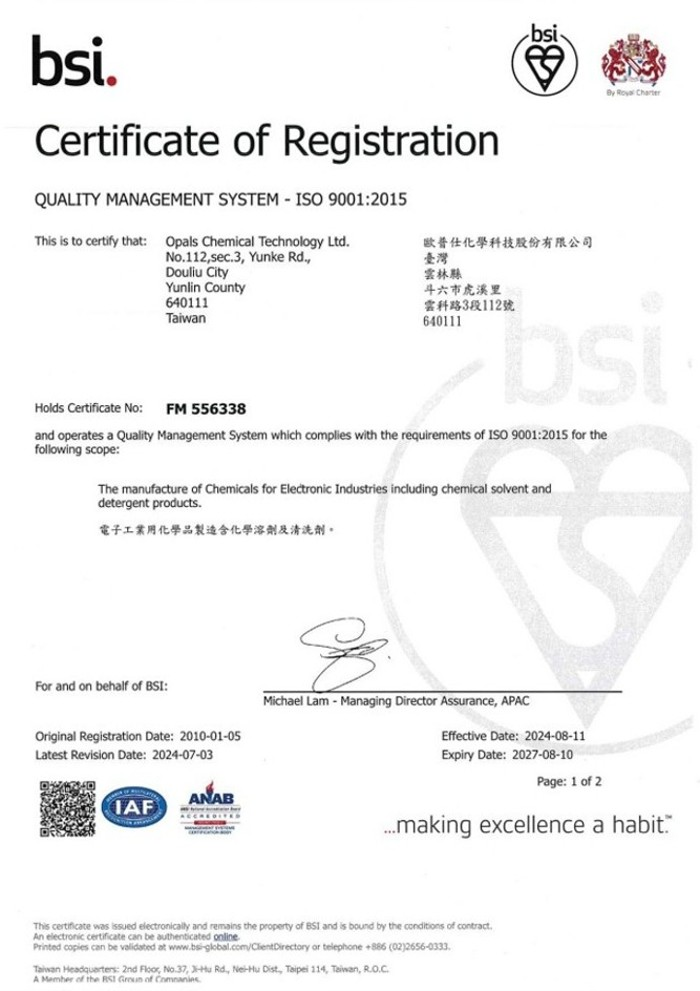 bsi.
bsi.
By Royal Charter
Certificate of Registration
QUALITY MANAGEMENT SYSTEM - ISO 9001:2015
This is to certify that:
Opals Chemical Technology Ltd.
No.112,sec.3, Yunke Rd.,
Douliu City
Yunlin County
640111
Taiwan
歐普仕化學科技股份有限公司
臺灣
雲林縣
斗六市虎溪里
雲科路3段112號
640111
bsi
Holds Certificate No: FM 556338
and operates a Quality Management System which complies with the requirements of ISO 9001:2015 for the
following scope:
The manufacture of Chemicals for Electronic Industries including chemical solvent and
detergent products.
電子工業用化學品製造含化學溶劑及清洗劑。
For and on behalf of BSI:
Michael Lam - Managing Director Assurance, APAC
Original Registration Date: 2010-01-05
Effective Date: 2024-08-11
Latest Revision Date: 2024-07-03
Expiry Date: 2027-08-10
Page: 1 of 2
IAF
ANAB
ACCREDITED
MANAGEMENT SYSTEMS
CERTIFICATION BODY
...making excellence a habit.™
This certificate was issued electronically and remains the property of BSI and is bound by the conditions of contract.
An electronic certificate can be authenticated online.
Printed copies can be validated at www.bsi-global.com/ClientDirectory or telephone +886 (02)2656-0333.
Taiwan Headquarters: 2nd Floor, No.37, Ji-Hu Rd., Nei-Hu Dist., Taipei 114, Taiwan, R.O.C.
A Member of the BSI Group of Companies.